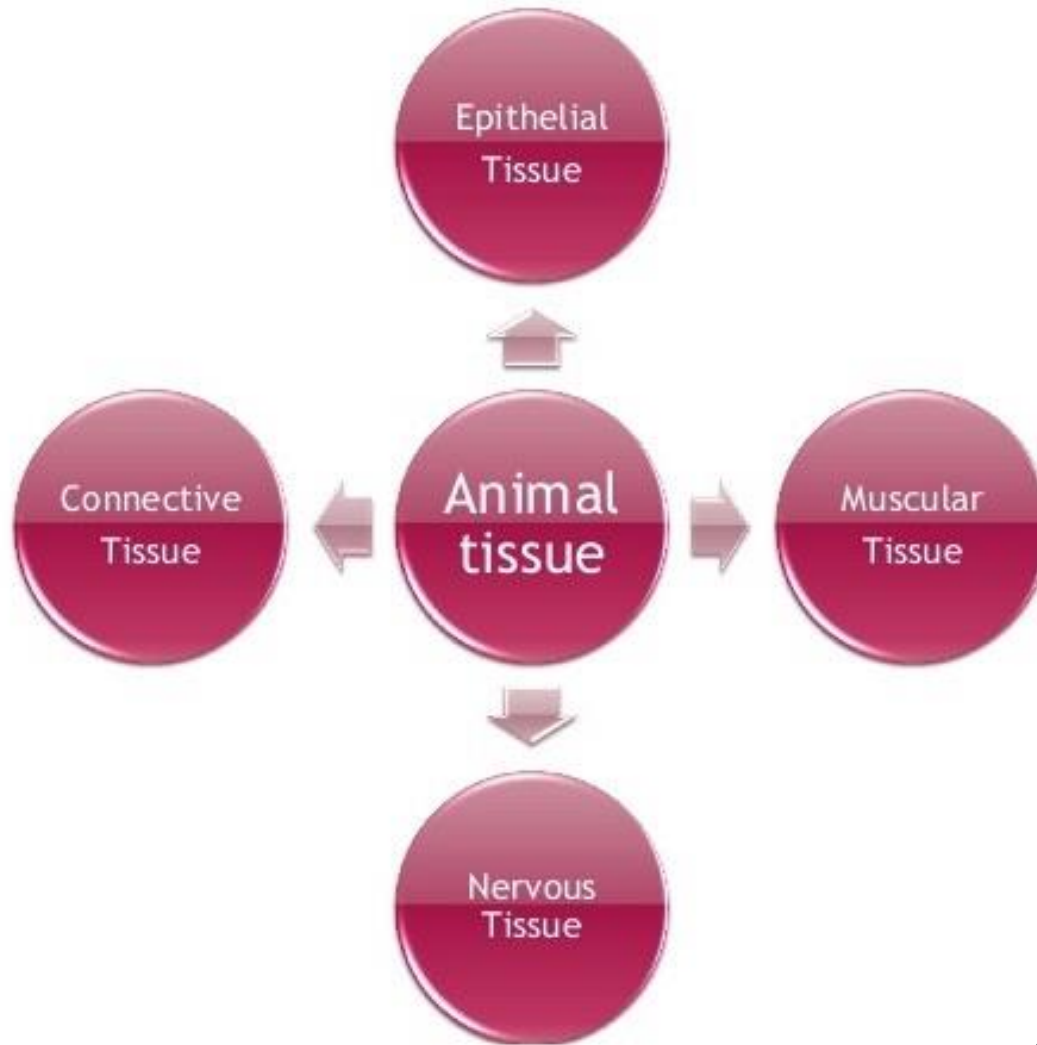 Epithelial
Tissue
Connective
Tissue
Animal
tissue
Muscular
Tissue
Nervous
Tissue